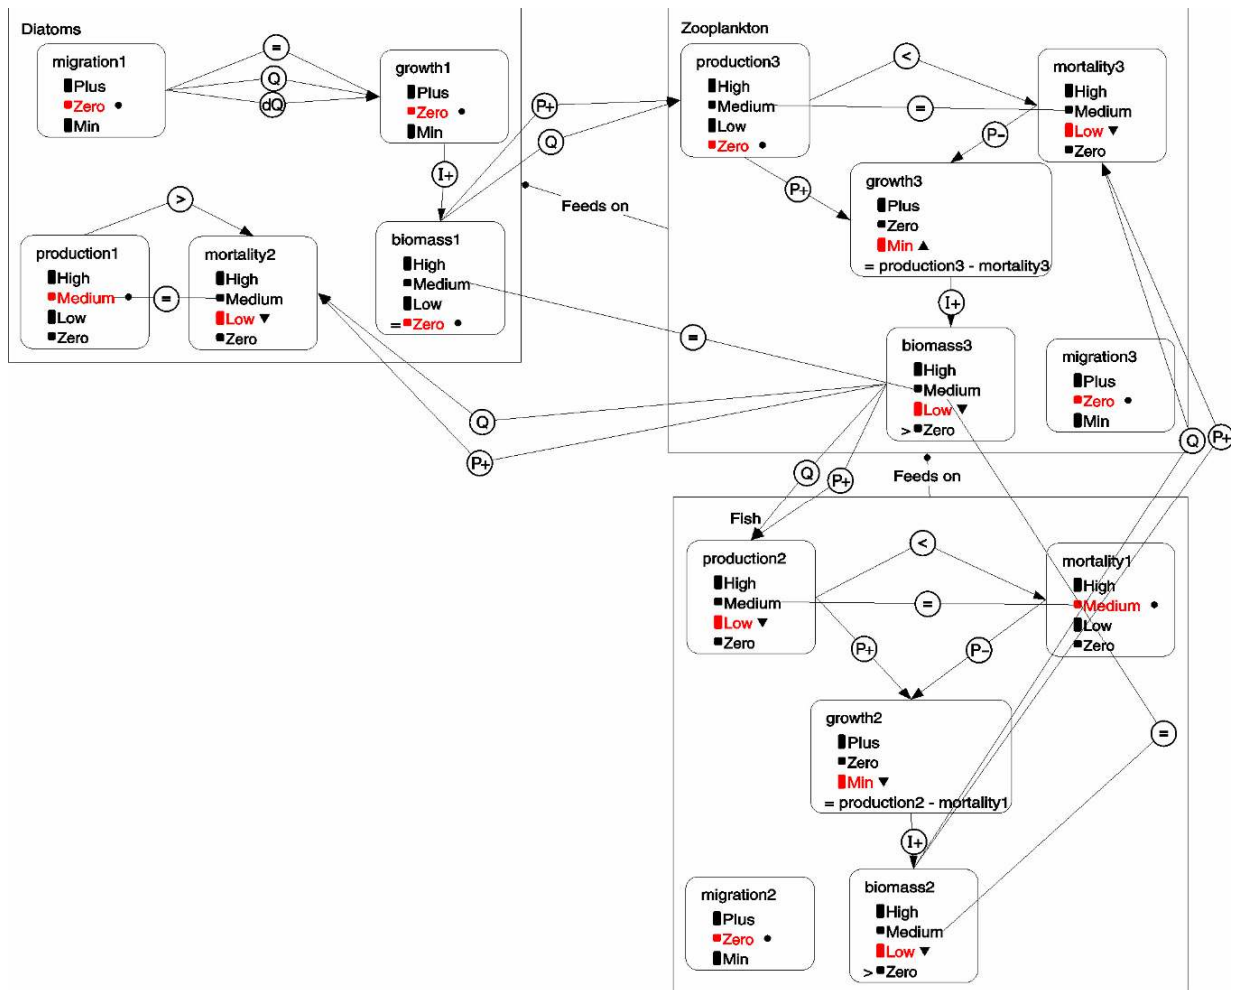 Diatoms
migration1
Plus
Zero
Min
=
Q
dQ
growth1
Plus
Zero
Min
I+
>
production1
High
Medium
Low
Zero
=
mortality2
High
Medium
Low
Zero
biomass1
High
Medium
Low
= Zero
P+
Q
Feeds on
Q
P+
Zooplankton
production3
High
Medium
Low
Zero
<
=
mortality3
High
Medium
Low
Zero
P-
P+
growth3
Plus
Zero
Min
= production3 - mortality3
I+
=
biomass3
High
Medium
Low
> Zero
migration3
Plus
Zero
Min
Q
P+
Q
P+
Feeds on
Fish
production2
High
Medium
Low
Zero
<
=
mortality1
High
Medium
Low
Zero
P+
P-
growth2
Plus
Zero
Min
= production2 - mortality1
=
I+
migration2
Plus
Zero
Min
biomass2
High
Medium
Low
> Zero